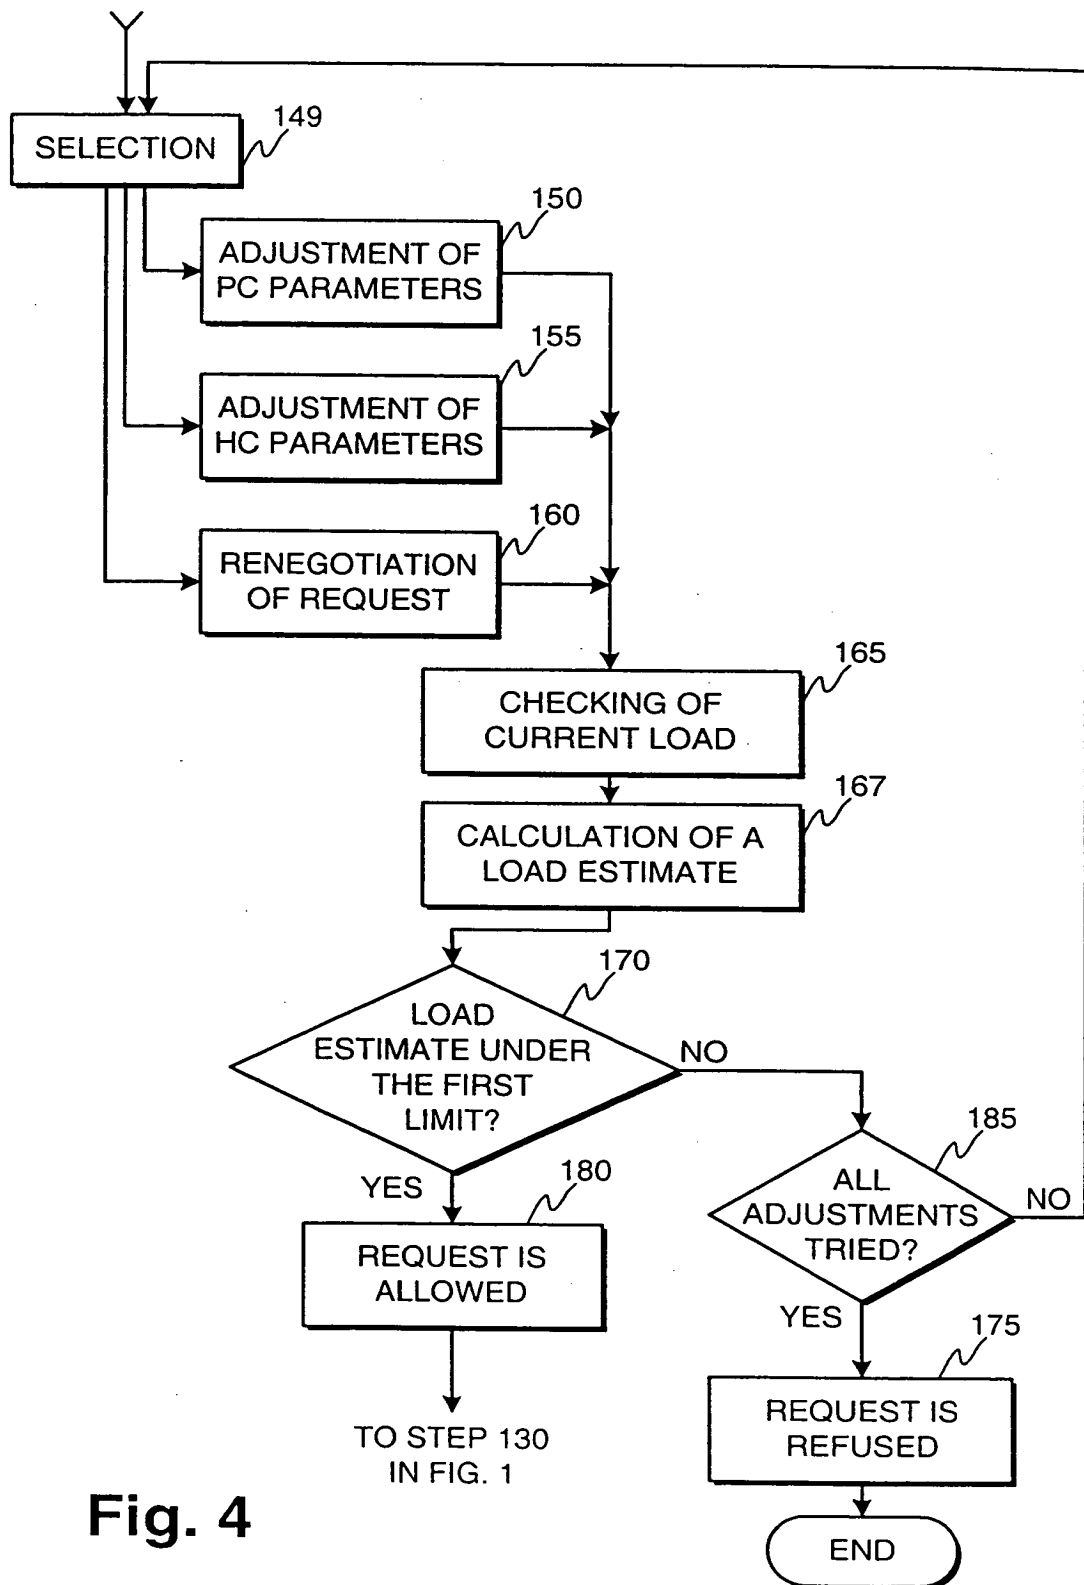 149
SELECTION
150
ADJUSTMENT OF
PC PARAMETERS
155
ADJUSTMENT OF
HC PARAMETERS
160
RENEGOTIATION
OF REQUEST
165
CHECKING OF
CURRENT LOAD
167
CALCULATION OF A
LOAD ESTIMATE
170
LOAD
ESTIMATE UNDER
THE FIRST
LIMIT?
NO
YES
185
ALL
ADJUSTMENTS
TRIED?
NO
YES
180
REQUEST IS
ALLOWED
175
REQUEST IS
REFUSED
TO STEP 130
IN FIG. 1
END
Fig. 4